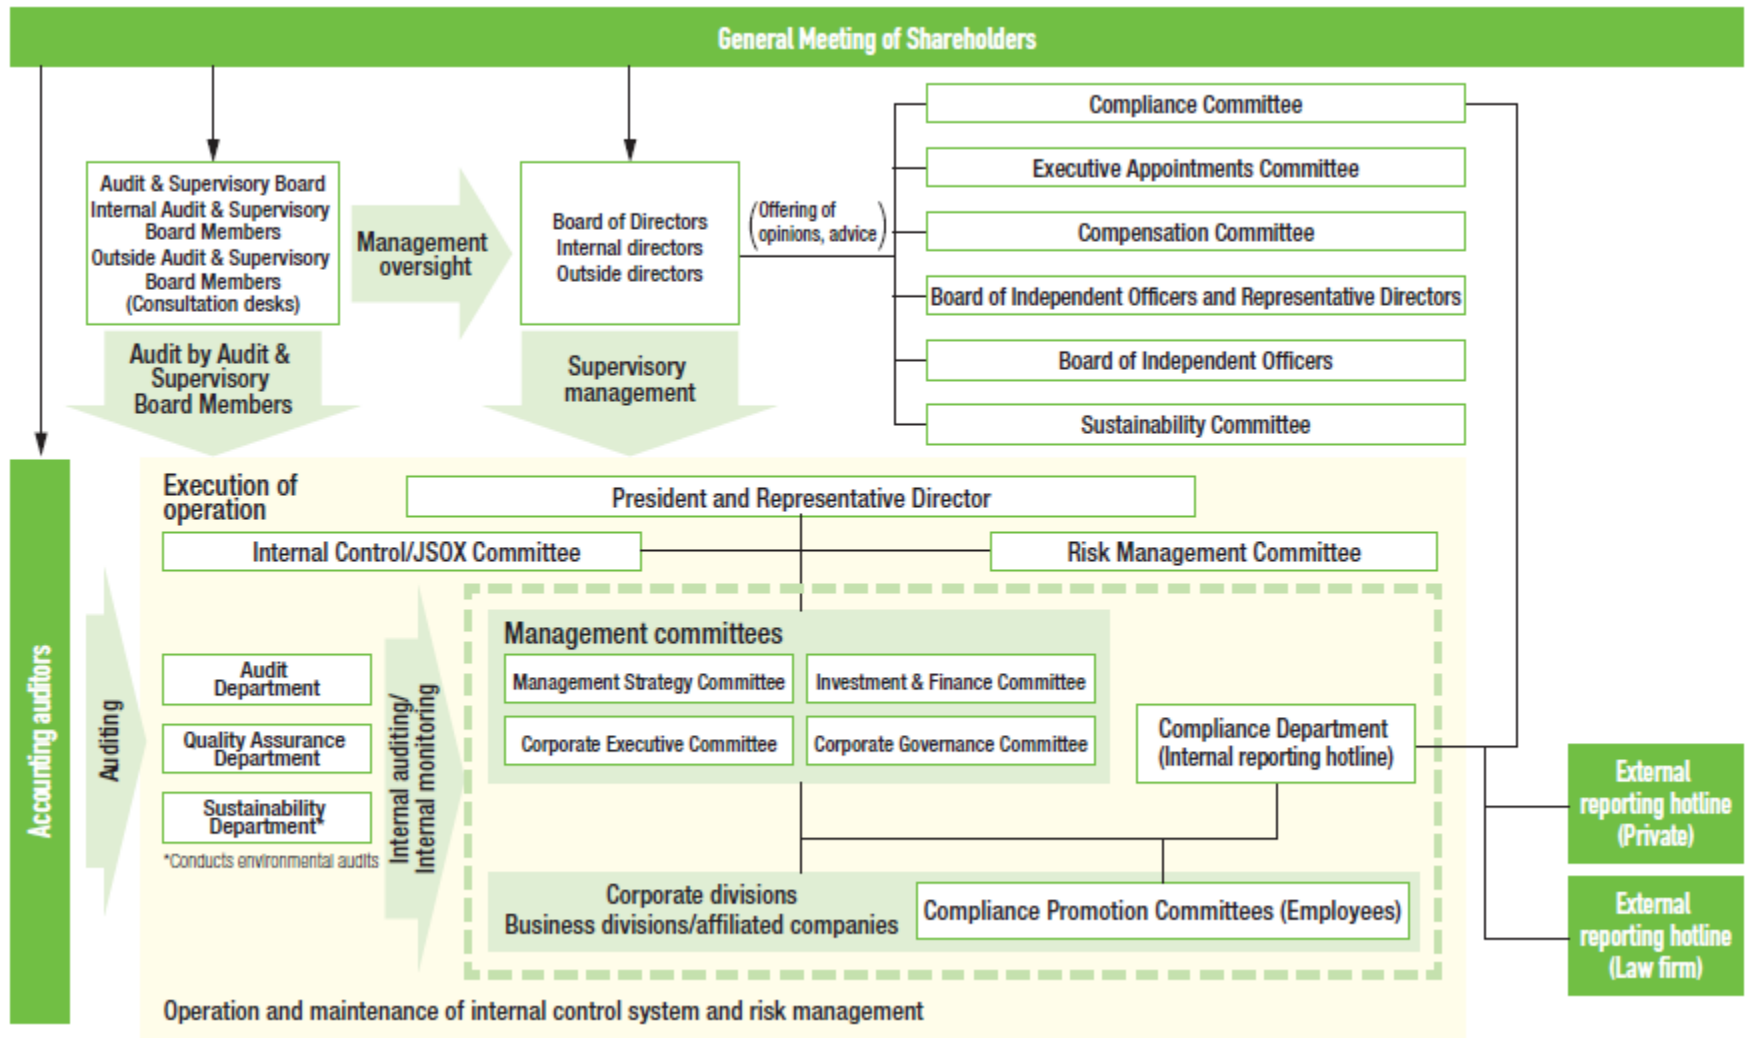 General Meeting of Shareholders
Audit & Supervisory Board
Internal Audit & Supervisory
Board Members
Outside Audit & Supervisory
Board Members
(Consultation desks)
Management
oversight
Board of Directors
Internal directors
Outside directors
(Offering of
opinions, advice)
Compliance Committee
Executive Appointments Committee
Compensation Committee
Board of Independent Officers and Representative Directors
Board of Independent Officers
Sustainability Committee
Audit by Audit &
Supervisory
Board Members
Supervisory
management
Accounting auditors
Auditing
Execution of
operation
President and Representative Director
Internal Control/JSOX Committee
Risk Management Committee
Audit
Department
Quality Assurance
Department
Sustainability
Department*
*Conducts environmental audits
Internal auditing/
Internal monitoring
Management committees
Management Strategy Committee
Investment & Finance Committee
Corporate Executive Committee
Corporate Governance Committee
Compliance Department
(Internal reporting hotline)
Corporate divisions
Business divisions/affiliated companies
Compliance Promotion Committees (Employees)
External
reporting hotline
(Private)
External
reporting hotline
(Law firm)
Operation and maintenance of internal control system and risk management